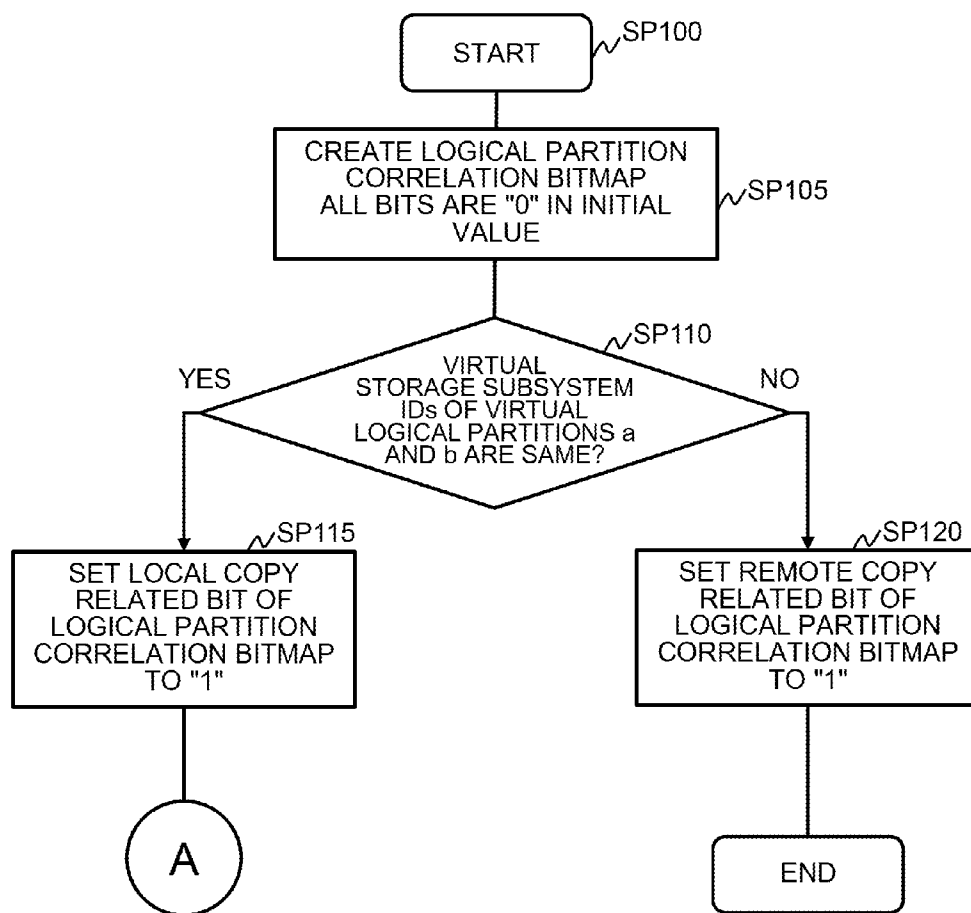 SP100
START
CREATE LOGICAL PARTITION
CORRELATION BITMAP
ALL BITS ARE "0" IN INITIAL
VALUE
SP105
SP110
VIRTUAL
STORAGE SUBSYSTEM
IDs OF VIRTUAL
LOGICAL PARTITIONS a
AND b ARE SAME?
YES
NO
SP115
SET LOCAL COPY
RELATED BIT OF
LOGICAL PARTITION
CORRELATION BITMAP
TO "1"
SP120
SET REMOTE COPY
RELATED BIT OF
LOGICAL PARTITION
CORRELATION BITMAP
TO "1"
A
END